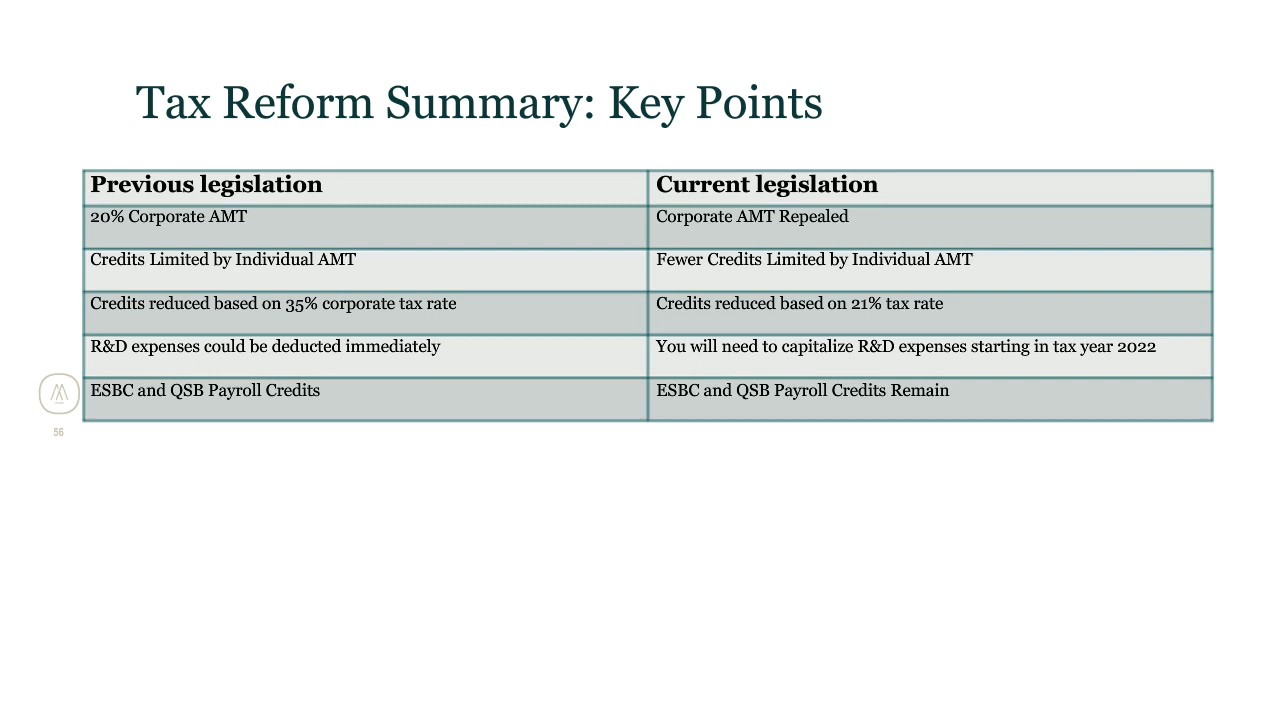 Tax Reform Summary: Key Points
Previous legislation
Current legislation
20% Corporate AMT
Corporate AMT Repealed
Credits Limited by Individual AMT
Fewer Credits Limited by Individual AMT
Credits reduced based on 35% corporate tax rate
Credits reduced based on 21% tax rate
R&D expenses could be deducted immediately
You will need to capitalize R&D expenses starting in tax year 2022
ESBC and QSB Payroll Credits
ESBC and QSB Payroll Credits Remain
56